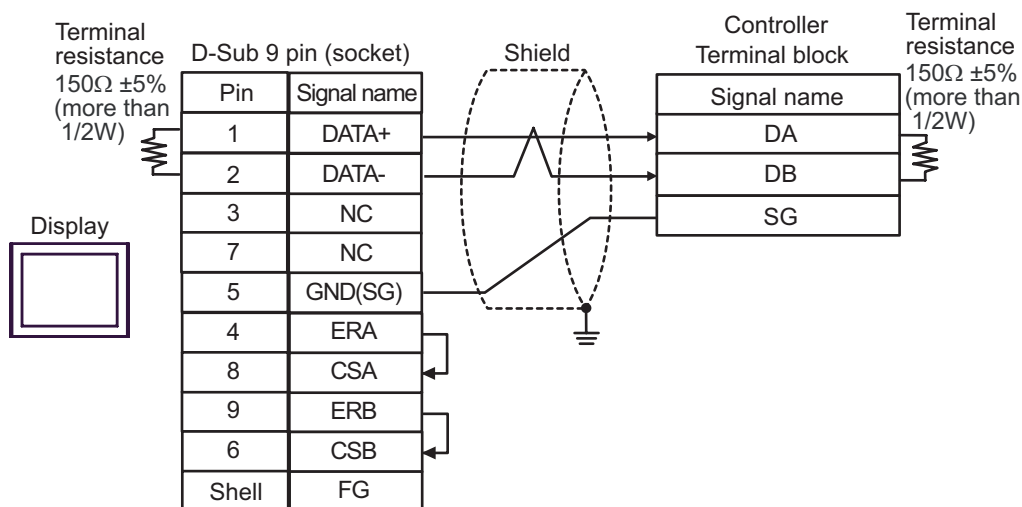 Terminal
resistance
150Ω ±5%
(more than
1/2W)
D-Sub 9 pin (socket)
Shield
Controller
Terminal block
Terminal
resistance
150Ω ±5%
(more than
1/2W)
Pin Signal name
1 DATA+
2 DATA-
3 NC
7 NC
5 GND(SG)
4 ERA
8 CSA
9 ERB
6 CSB
Shell FG
Signal name
DA
DB
SG
Display